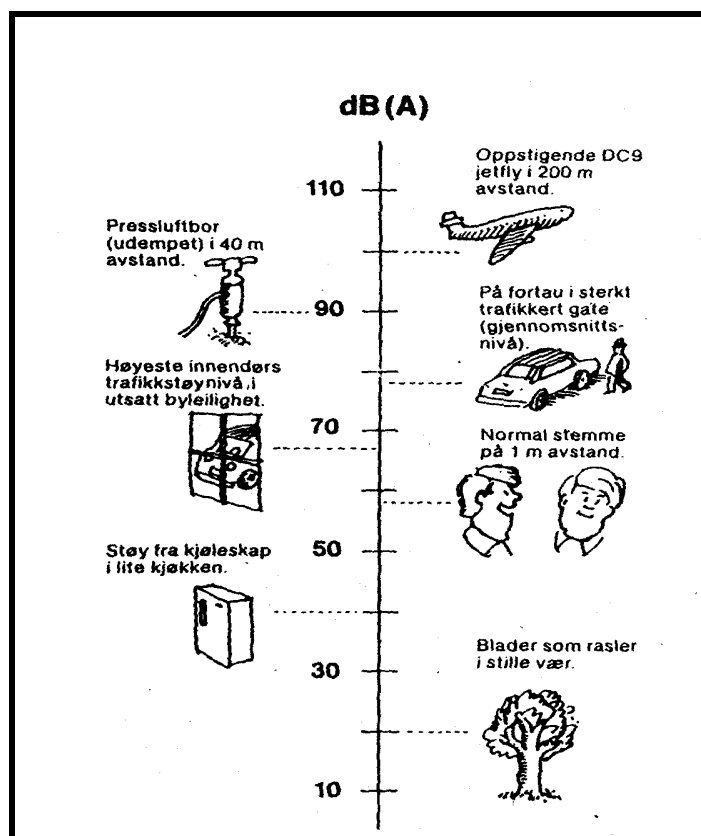 dB (A)
Oppstigende DC9
jetfly i 200 m
avstand.
110
Pressluftbor
(udempet) i 40 m
avstand.
90
På fortau i sterkt
trafikkert gate
(gjennomsnitts-
nivå).
Høyeste innendørs
trafikkstøynivå, i
utsatt byleilighet.
70
Normal stemme
på 1 m avstand.
50
Støy fra kjøleskap
i lite kjøkken.
Blader som rasler
i stille vær.
30
10